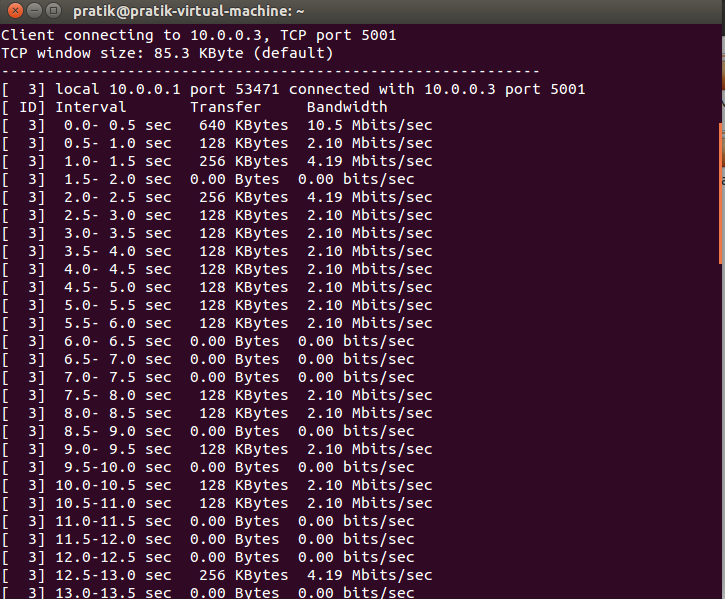 pratik@pratik-virtual-machine: ~
Client connecting to 10.0.0.3, TCP port 5001
TCP window size: 85.3 KByte (default)
------------------------------------------------------------
[  3] local 10.0.0.1 port 53471 connected with 10.0.0.3 port 5001
[ ID] Interval       Transfer     Bandwidth
[  3]  0.0- 0.5 sec   640 KBytes  10.5 Mbits/sec
[  3]  0.5- 1.0 sec   128 KBytes  2.10 Mbits/sec
[  3]  1.0- 1.5 sec   256 KBytes  4.19 Mbits/sec
[  3]  1.5- 2.0 sec  0.00 Bytes  0.00 bits/sec
[  3]  2.0- 2.5 sec   256 KBytes  4.19 Mbits/sec
[  3]  2.5- 3.0 sec   128 KBytes  2.10 Mbits/sec
[  3]  3.0- 3.5 sec   128 KBytes  2.10 Mbits/sec
[  3]  3.5- 4.0 sec   128 KBytes  2.10 Mbits/sec
[  3]  4.0- 4.5 sec   128 KBytes  2.10 Mbits/sec
[  3]  4.5- 5.0 sec   128 KBytes  2.10 Mbits/sec
[  3]  5.0- 5.5 sec   128 KBytes  2.10 Mbits/sec
[  3]  5.5- 6.0 sec   128 KBytes  2.10 Mbits/sec
[  3]  6.0- 6.5 sec  0.00 Bytes  0.00 bits/sec
[  3]  6.5- 7.0 sec  0.00 Bytes  0.00 bits/sec
[  3]  7.0- 7.5 sec  0.00 Bytes  0.00 bits/sec
[  3]  7.5- 8.0 sec   128 KBytes  2.10 Mbits/sec
[  3]  8.0- 8.5 sec   128 KBytes  2.10 Mbits/sec
[  3]  8.5- 9.0 sec  0.00 Bytes  0.00 bits/sec
[  3]  9.0- 9.5 sec   128 KBytes  2.10 Mbits/sec
[  3]  9.5-10.0 sec  0.00 Bytes  0.00 bits/sec
[  3] 10.0-10.5 sec   128 KBytes  2.10 Mbits/sec
[  3] 10.5-11.0 sec   128 KBytes  2.10 Mbits/sec
[  3] 11.0-11.5 sec  0.00 Bytes  0.00 bits/sec
[  3] 11.5-12.0 sec  0.00 Bytes  0.00 bits/sec
[  3] 12.0-12.5 sec  0.00 Bytes  0.00 bits/sec
[  3] 12.5-13.0 sec   256 KBytes  4.19 Mbits/sec
[  3] 13.0-13.5 sec  0.00 Bytes  0.00 bits/sec